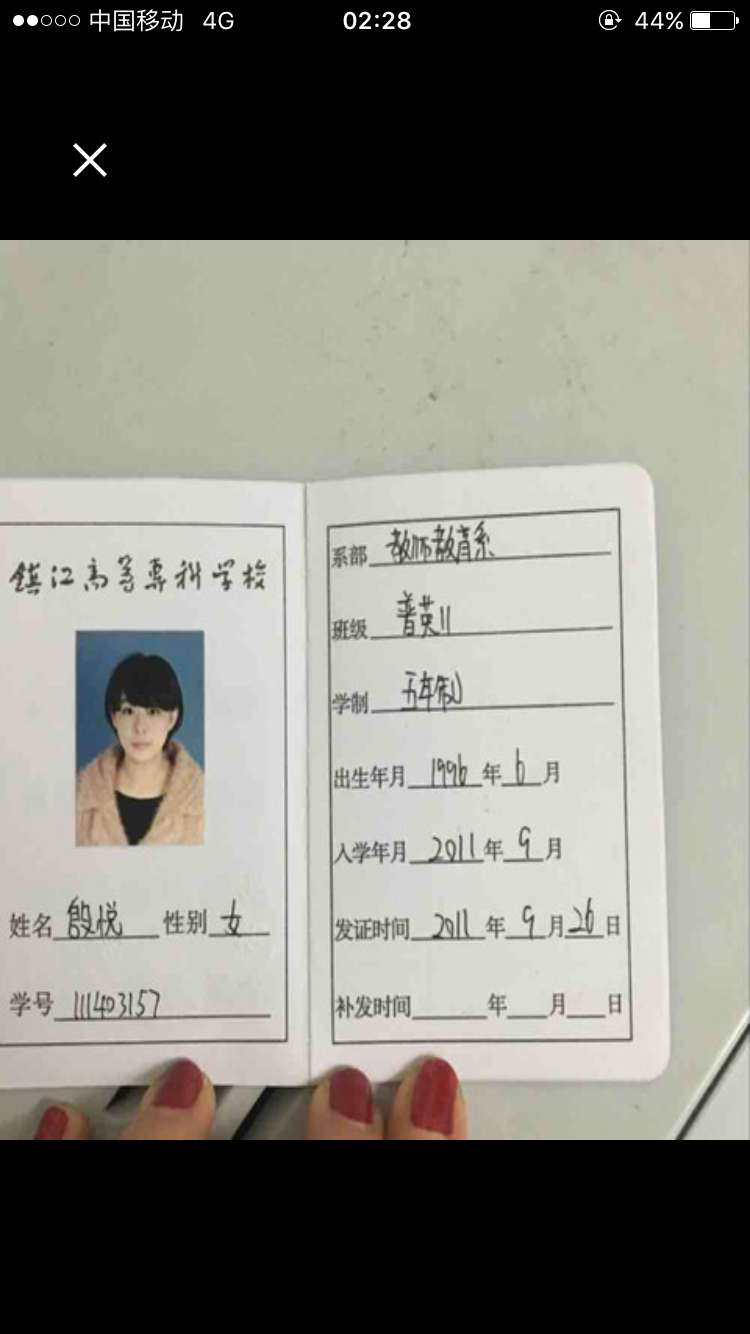 中国移动 4G 02:28 44%
鎮江高等專科学校
姓名 殷悦 性别 女
学号 111403157
系部 教师教育系
班级 普英11
学制 五年制
出生年月 1996 年 6 月
入学年月 2011 年 9 月
发证时间 2011 年 9 月 26 日
补发时间 年 月 日